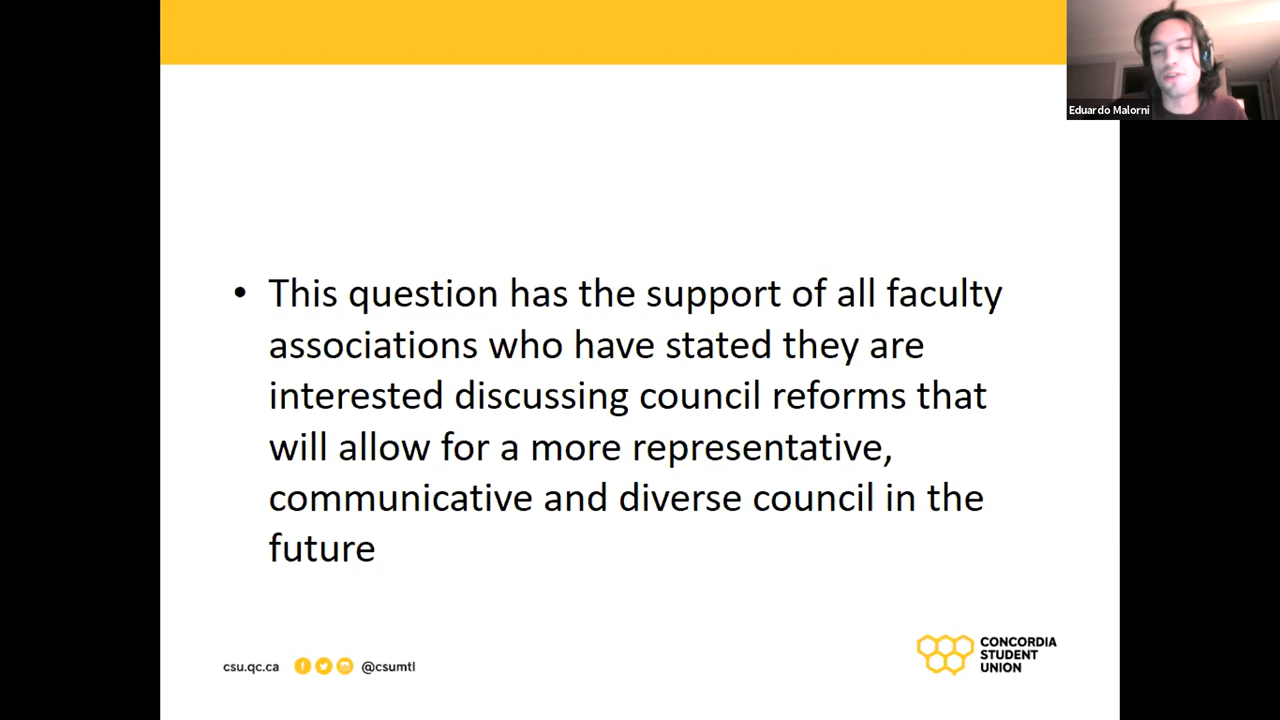 Eduardo Malorni
• This question has the support of all faculty
associations who have stated they are
interested discussing council reforms that
will allow for a more representative,
communicative and diverse council in the
future
csu.qc.ca @csumtl
CONCORDIA
STUDENT
UNION